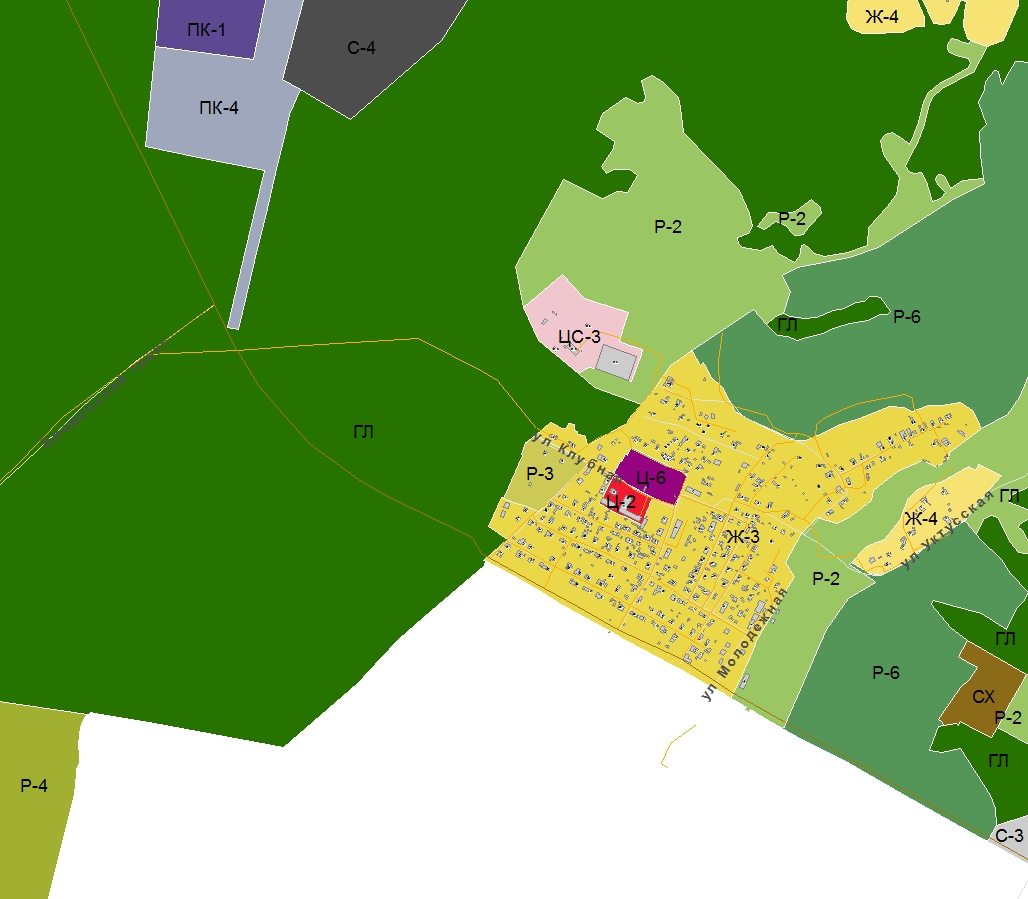 Ж-4
ПК-1
С-4
ПК-4
Р-2
Р-2
Р-6
ГЛ
ЦС-3
ГЛ
ул Клубная
Р-3
Ц-6
Ц-2
ГЛ
Ж-4
ул Уктусская
Ж-3
Р-2
ул Молодежная
ГЛ
Р-6
СХ
Р-2
ГЛ
Р-4
С-3